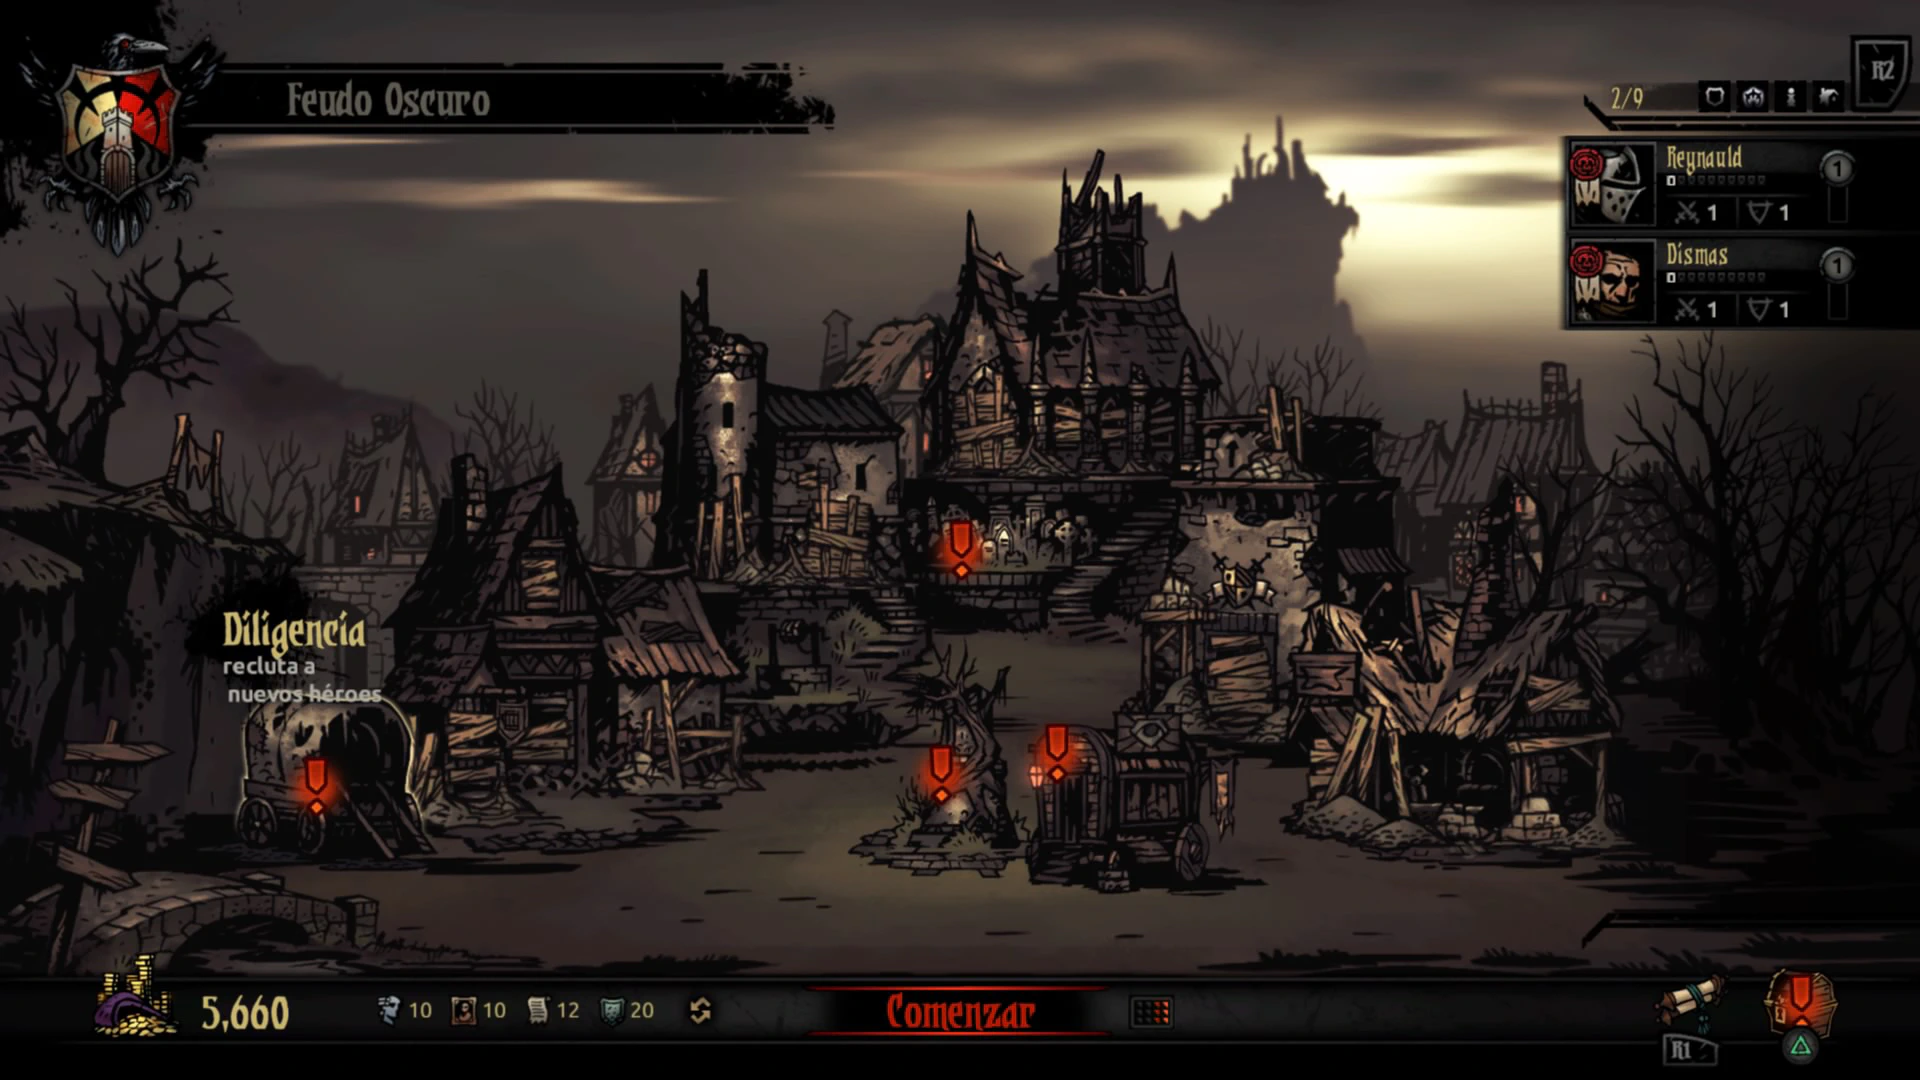 Feudo Oscuro
2/9
R2
Reynauld
1
1
1
Dismas
1
1
1
Diligencia
recluta a
nuevos héroes
5,660
10
10
12
20
Comenzar
R1